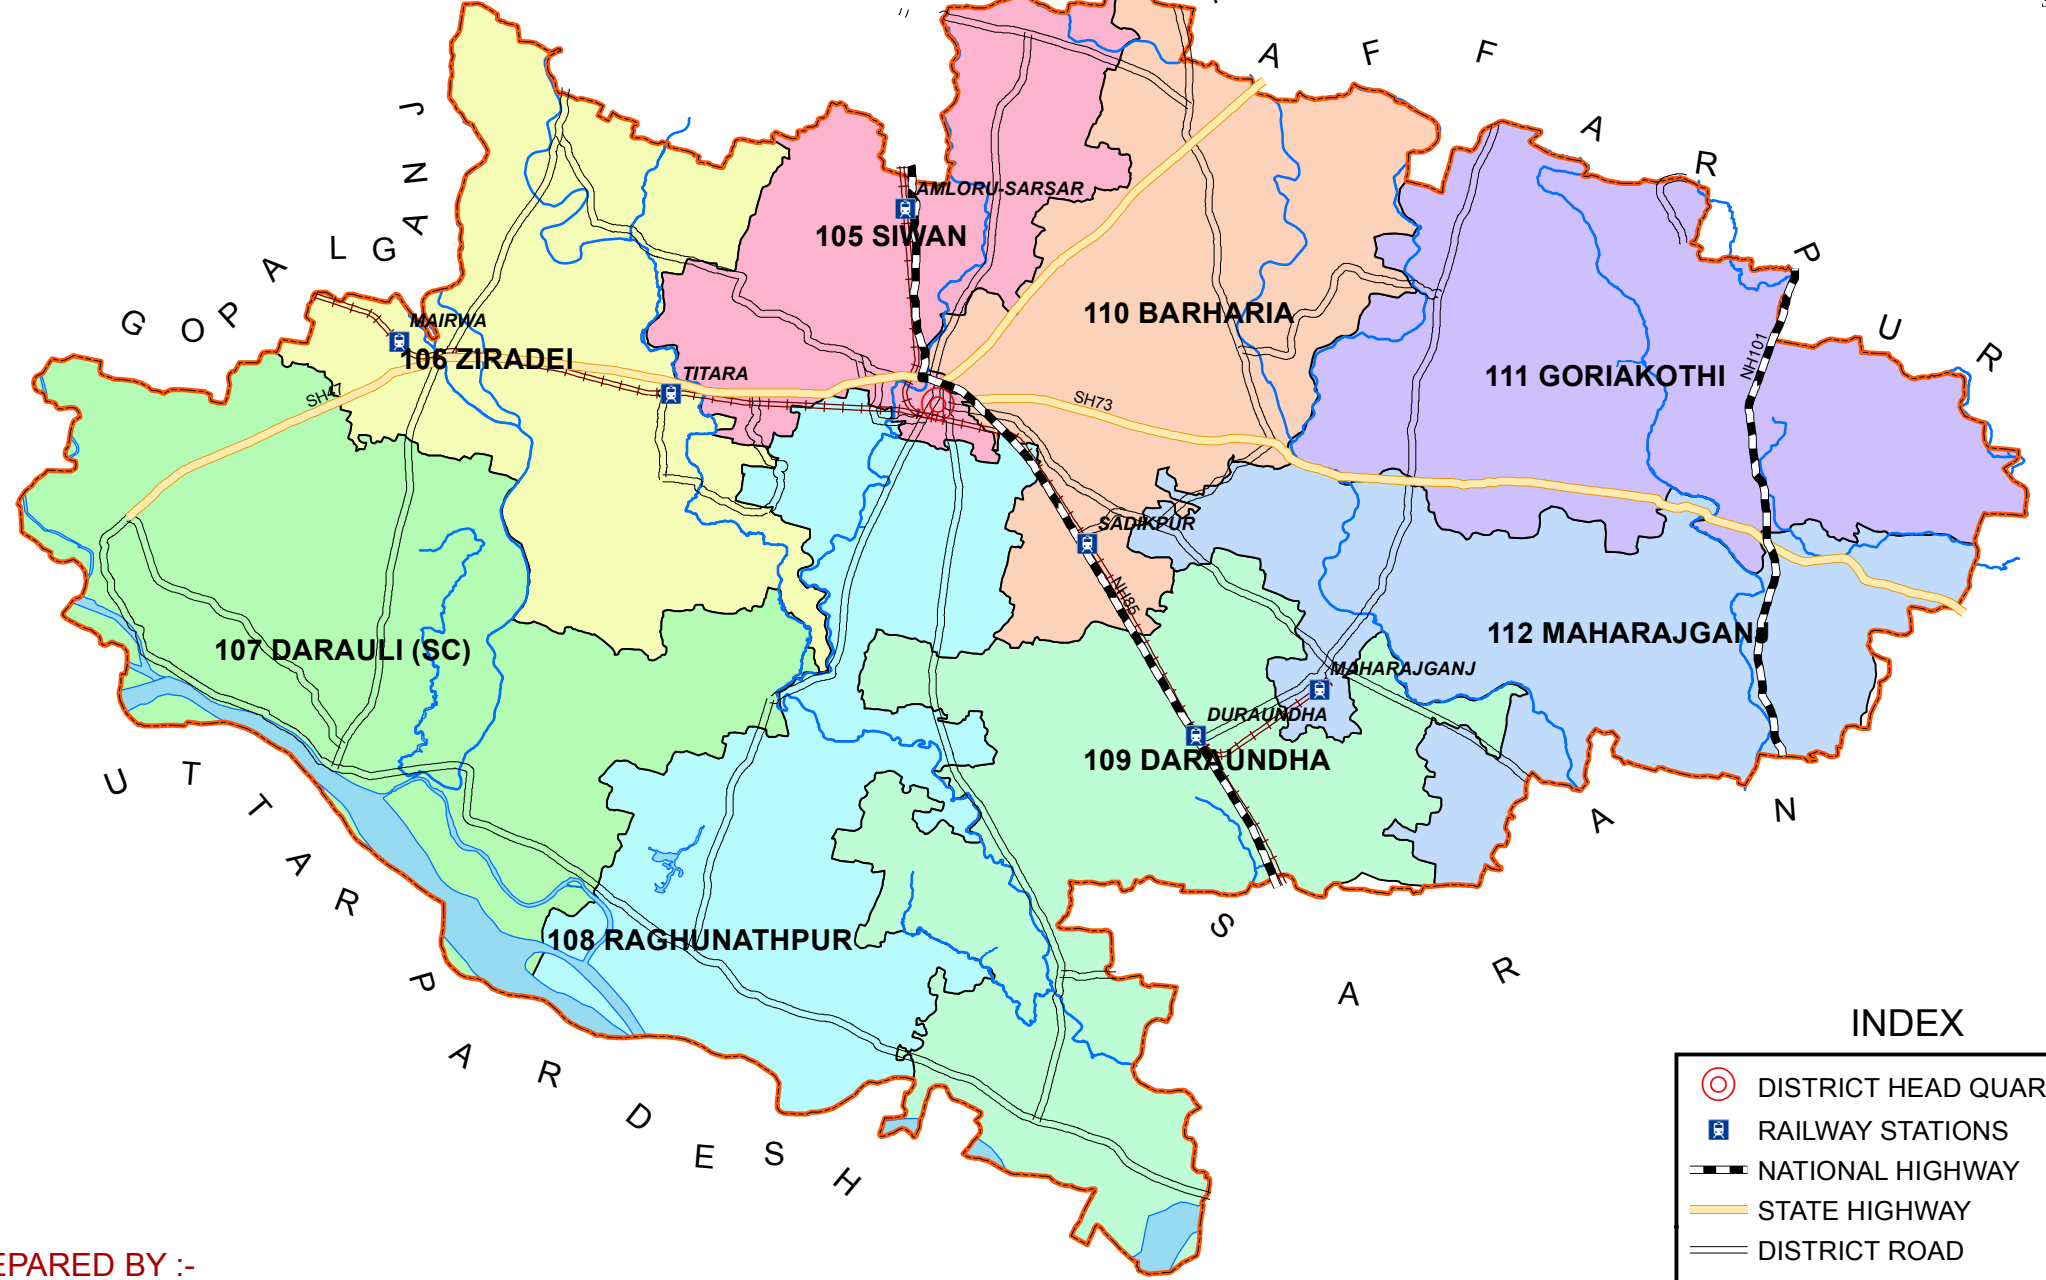 A F F A R P U R
G O P A L G A N J
AMLORU-SARSAR
105 SIWAN
110 BARHARIA
MAIRWA
106 ZIRADEI
TITARA
SH47
SH73
NH101
111 GORIAKOTHI
SADIKPUR
NH85
107 DARAULI (SC)
112 MAHARAJGANJ
MAHARAJGANJ
DURAUNDHA
109 DARAUNDHA
108 RAGHUNATHPUR
U T T A R P A R D E S H
S A R A N
INDEX
DISTRICT HEAD QUAR
RAILWAY STATIONS
NATIONAL HIGHWAY
STATE HIGHWAY
DISTRICT ROAD
EPARED BY :-